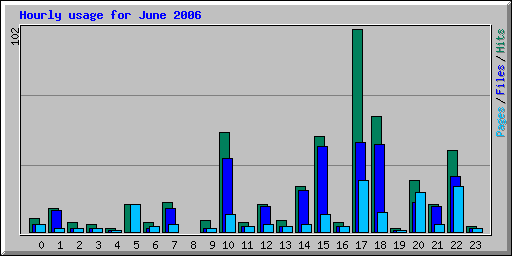 Hourly usage for June 2006
102
Pages/Files/Hits
0 1 2 3 4 5 6 7 8 9 10 11 12 13 14 15 16 17 18 19 20 21 22 23